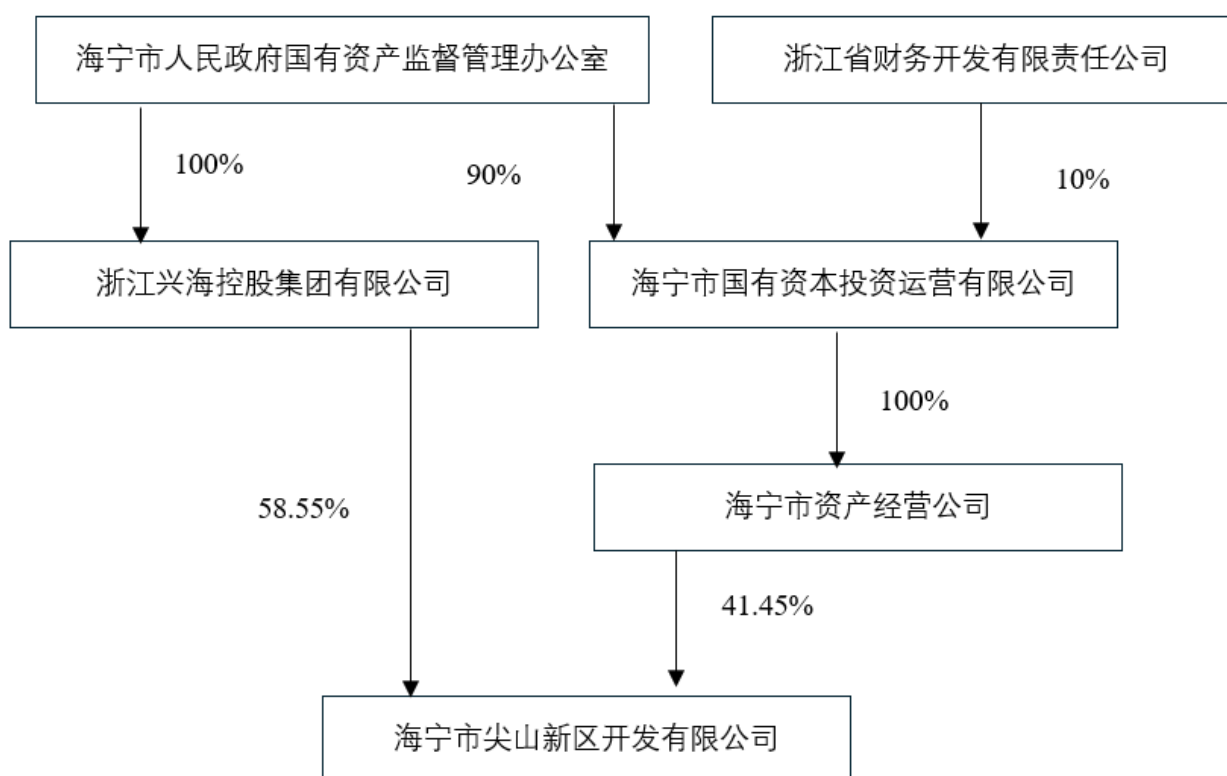 海宁市人民政府国有资产监督管理办公室
浙江省财务开发有限责任公司
100%
90%
10%
浙江兴海控股集团有限公司
海宁市国有资本投资运营有限公司
100%
58.55%
海宁市资产经营公司
41.45%
海宁市尖山新区开发有限公司